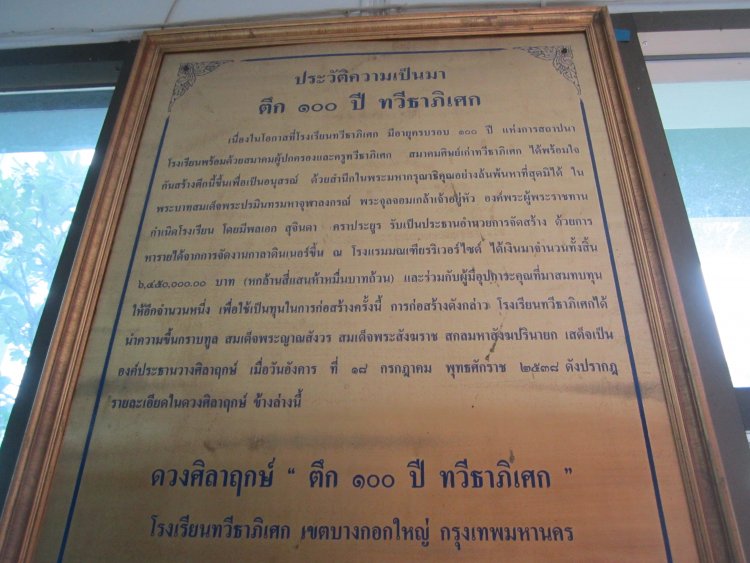 ประวัติความเป็นมา
ตึก ๑๐๐ ปี ทวีธาภิเศก
เนื่องในโอกาสที่โรงเรียนทวีธาภิเศก มีอายุครบรอบ ๑๐๐ ปี แห่งการสถาปนา
โรงเรียนพร้อมด้วยสมาคมผู้ปกครองและครูทวีธาภิเศก สมาคมศิษย์เก่าทวีธาภิเศก ได้พร้อมใจ
กันสร้างตึกนี้ขึ้นเพื่อเป็นอนุสรณ์ ด้วยสำนึกในพระมหากรุณาธิคุณอย่างล้นพ้นหาที่สุดมิได้ ใน
พระบาทสมเด็จพระปรมินทรมหาจุฬาลงกรณ์ พระจุลจอมเกล้าเจ้าอยู่หัว องค์พระผู้พระราชทาน
กำเนิดโรงเรียน โดยมีพลเอก สุจินดา คราประยูร รับเป็นประธานอำนวยการจัดสร้าง ด้วยการ
หารายได้จากการจัดงานกาลาดินเนอร์ขึ้น ณ โรงแรมมณเฑียรริเวอร์ไซด์ ได้เงินมาจำนวนทั้งสิ้น
๖,๔๕๐,๐๐๐.๐๐ บาท (หกล้านสี่แสนห้าหมื่นบาทถ้วน) และร่วมกับผู้มีอุปการะคุณที่มาสมทบทุน
ให้อีกจำนวนหนึ่ง เพื่อใช้เป็นทุนในการก่อสร้างครั้งนี้ การก่อสร้างดังกล่าว โรงเรียนทวีธาภิเศกได้
นำความขึ้นกราบทูล สมเด็จพระญาณสังวร สมเด็จพระสังฆราช สกลมหาสังฆปรินายก เสด็จเป็น
องค์ประธานวางศิลาฤกษ์ เมื่อวันอังคาร ที่ ๑๘ กรกฎาคม พุทธศักราช ๒๕๓๘ ดังปรากฎ
รายละเอียดในดวงศิลาฤกษ์ ข้างล่างนี้
ดวงศิลาฤกษ์ “ ตึก ๑๐๐ ปี ทวีธาภิเศก ”
โรงเรียนทวีธาภิเศก เขตบางกอกใหญ่ กรุงเทพมหานคร